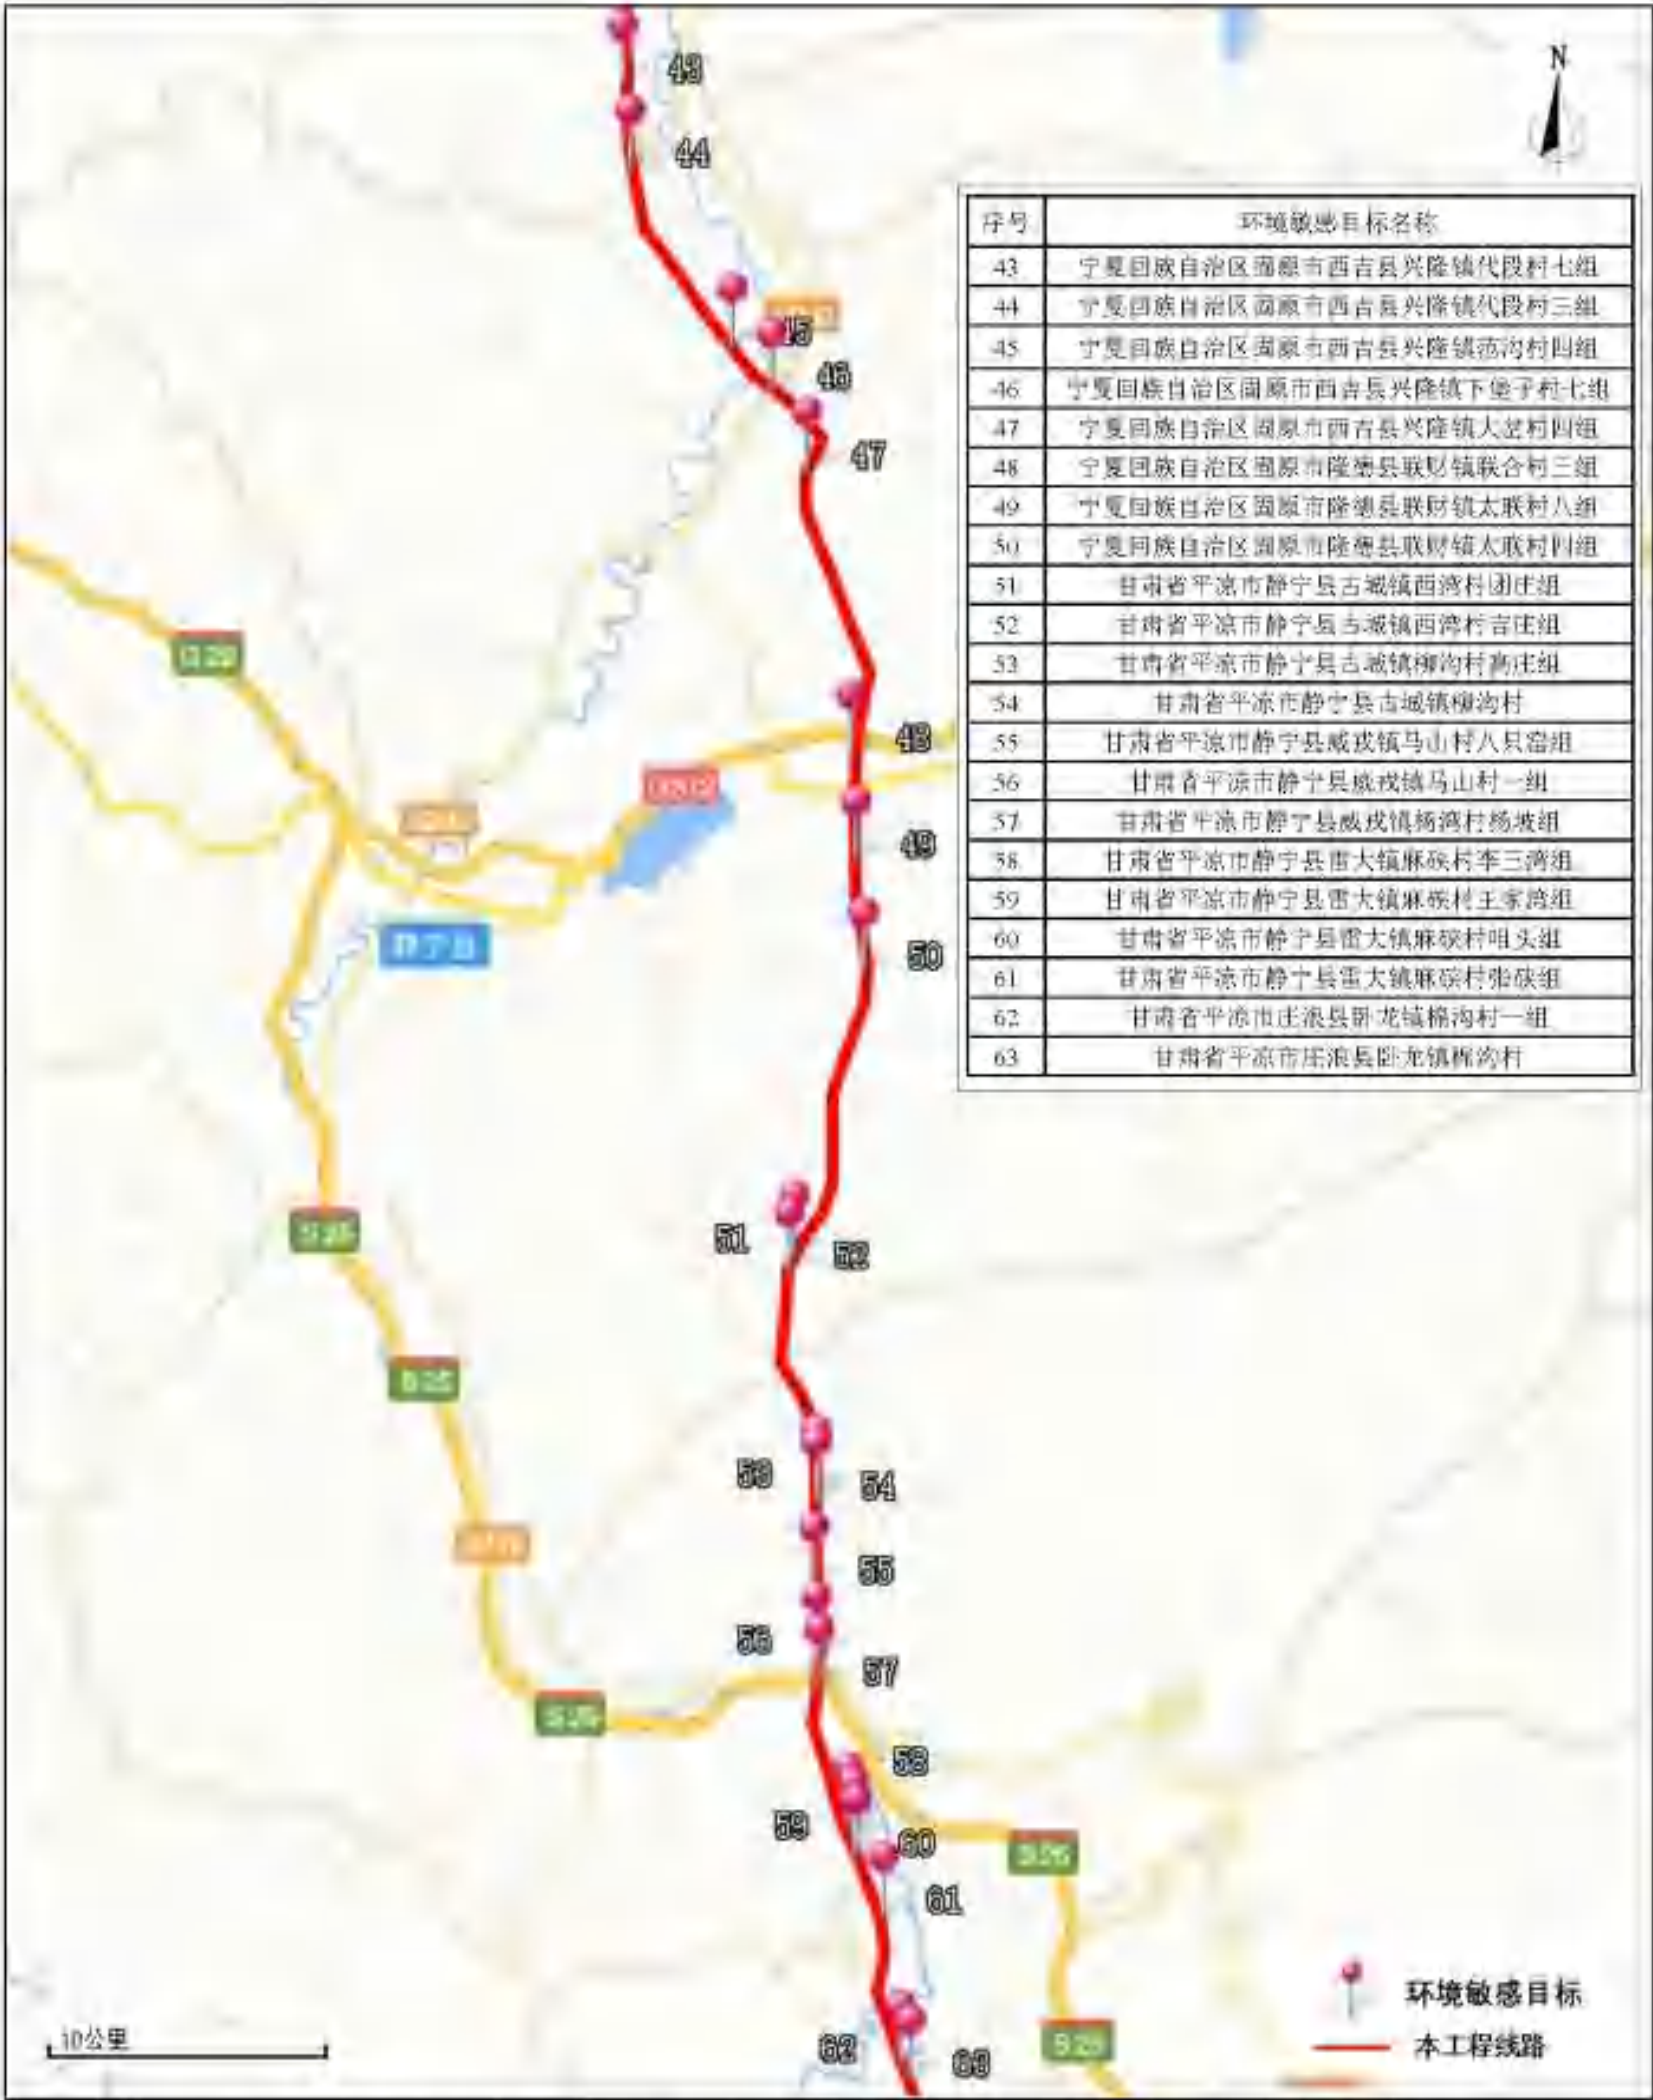 N
43
44
45
46
47
48
49
50
51
52
53
54
55
56
57
58
59
60
61
62
63
S25
S25
S25
S25
静宁县
序号 环境敏感目标名称
43 宁夏回族自治区固原市西吉县兴隆镇代段村七组
44 宁夏回族自治区固原市西吉县兴隆镇代段村三组
45 宁夏回族自治区固原市西吉县兴隆镇范沟村四组
46 宁夏回族自治区固原市西吉县兴隆镇下堡子村七组
47 宁夏回族自治区固原市西吉县兴隆镇 村四组
48 宁夏回族自治区固原市隆德县联财镇联合村三组
49 宁夏回族自治区固原市隆德县联财镇太联村八组
50 宁夏回族自治区固原市隆德县联财镇太联村四组
51 甘肃省平凉市静宁县古城镇西湾村团庄组
52 甘肃省平凉市静宁县古城镇西湾村吉庄组
53 甘肃省平凉市静宁县古城镇柳沟村高庄组
54 甘肃省平凉市静宁县古城镇柳沟村
55 甘肃省平凉市静宁县威戎镇马山村八只窑组
56 甘肃省平凉市静宁县威戎镇马山村一组
57 甘肃省平凉市静宁县威戎镇杨湾村杨坡组
58 甘肃省平凉市静宁县雷大镇麻硖村李三湾组
59 甘肃省平凉市静宁县雷大镇麻硖村王家湾组
60 甘肃省平凉市静宁县雷大镇麻硖村咀头组
61 甘肃省平凉市静宁县雷大镇麻硖村张硖组
62 甘肃省平凉市庄浪县卧龙镇棉沟村一组
63 甘肃省平凉市庄浪县卧龙镇棉沟村
10公里
环境敏感目标
本工程线路